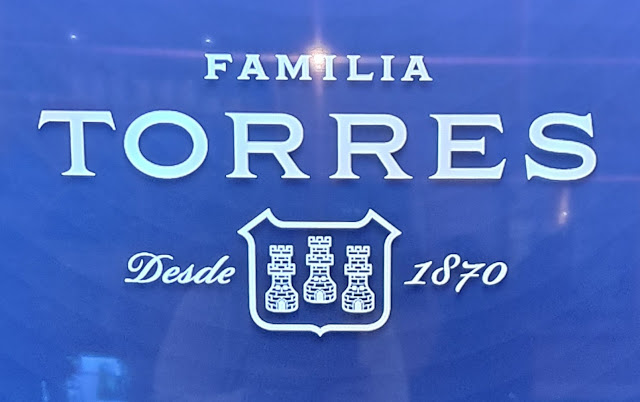 FAMILIA
TORRES
Desde 1870